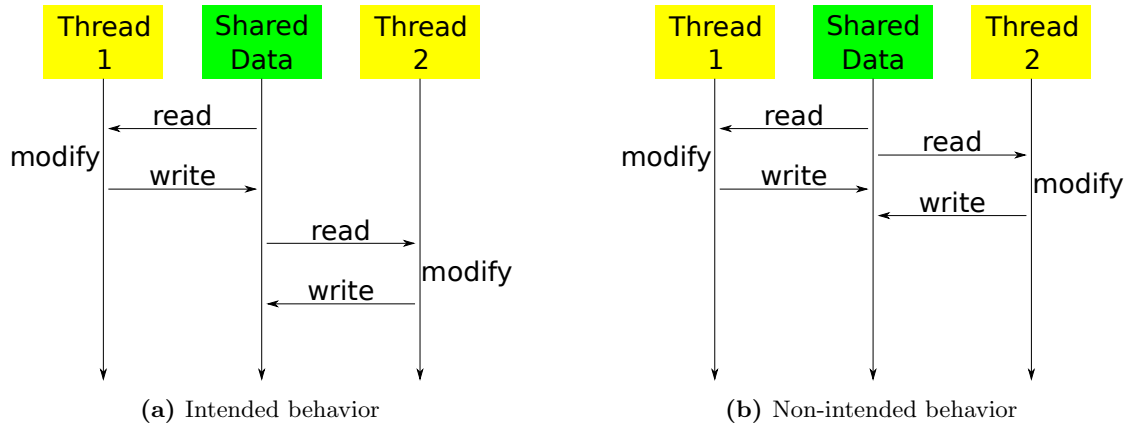 Thread
1
Shared
Data
Thread
2
read
modify
write
read
modify
write
(a) Intended behavior
Thread
1
Shared
Data
Thread
2
read
read
modify
write
modify
write
(b) Non-intended behavior